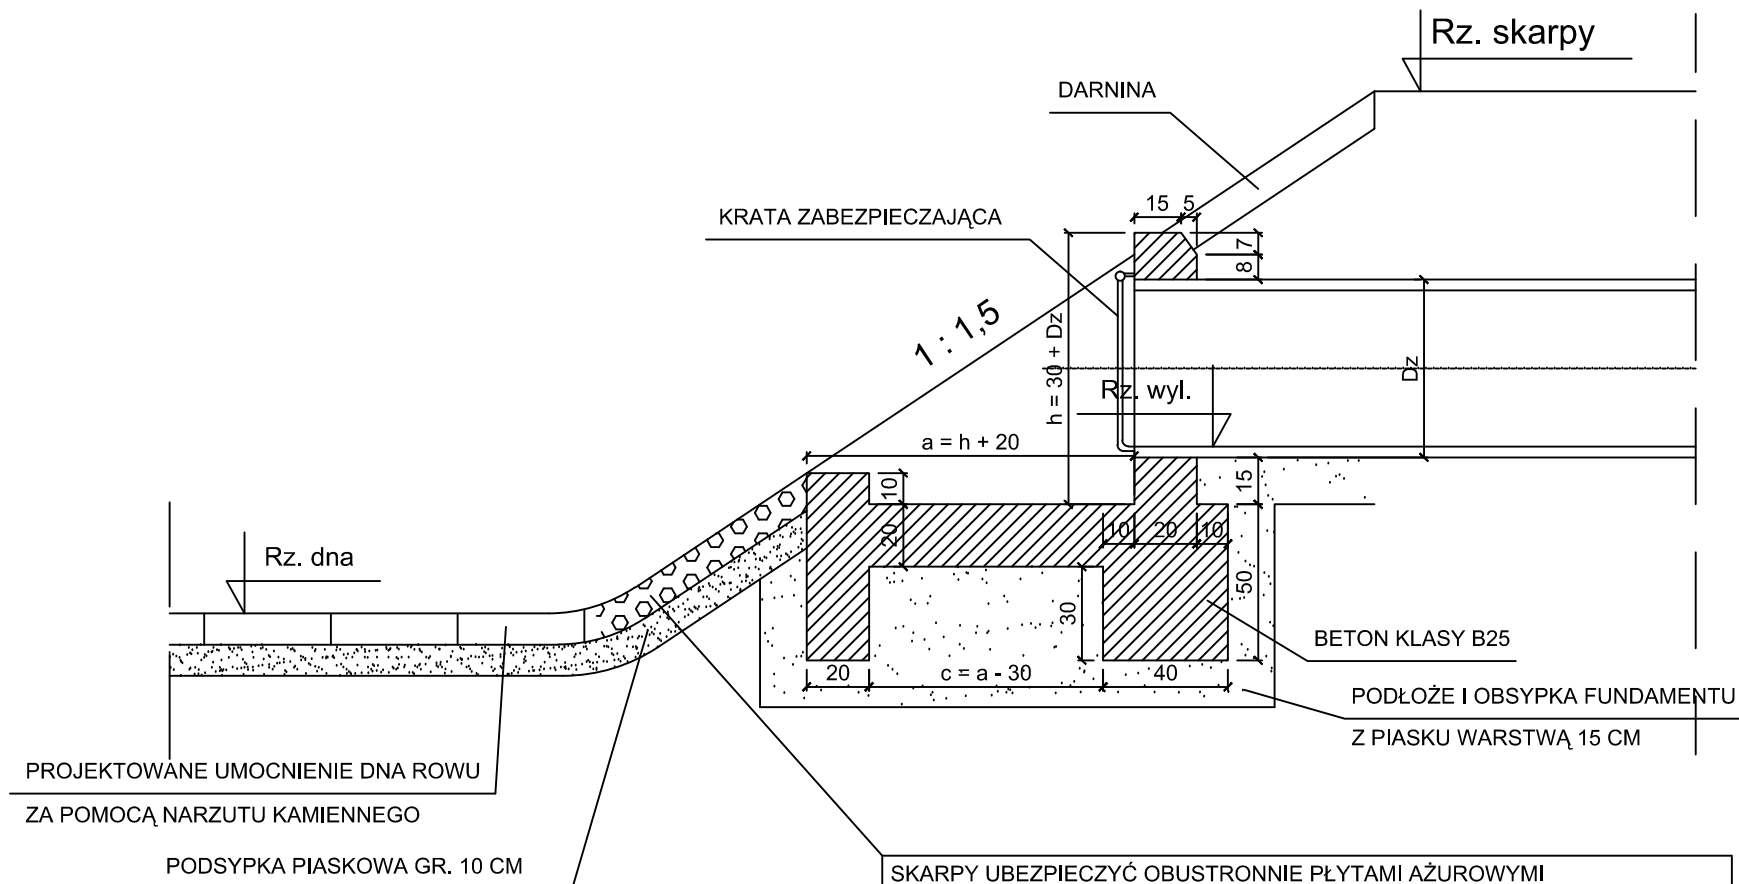 Rz. skarpy
DARNINA
15 5
KRATA ZABEZPIECZAJĄCA
7
8
1 : 1,5
h = 30 + Dz
Dz
Rz. wyl.
a = h + 20
10
15
20
10 20 10
Rz. dna
50
30
BETON KLASY B25
20 c = a - 30 40
PODŁOŻE I OBSYPKA FUNDAMENTU
Z PIASKU WARSTWĄ 15 CM
PROJEKTOWANE UMOCNIENIE DNA ROWU
ZA POMOCĄ NARZUTU KAMIENNEGO
PODSYPKA PIASKOWA GR. 10 CM
SKARPY UBEZPIECZYĆ OBUSTRONNIE PŁYTAMI AŻUROWYMI